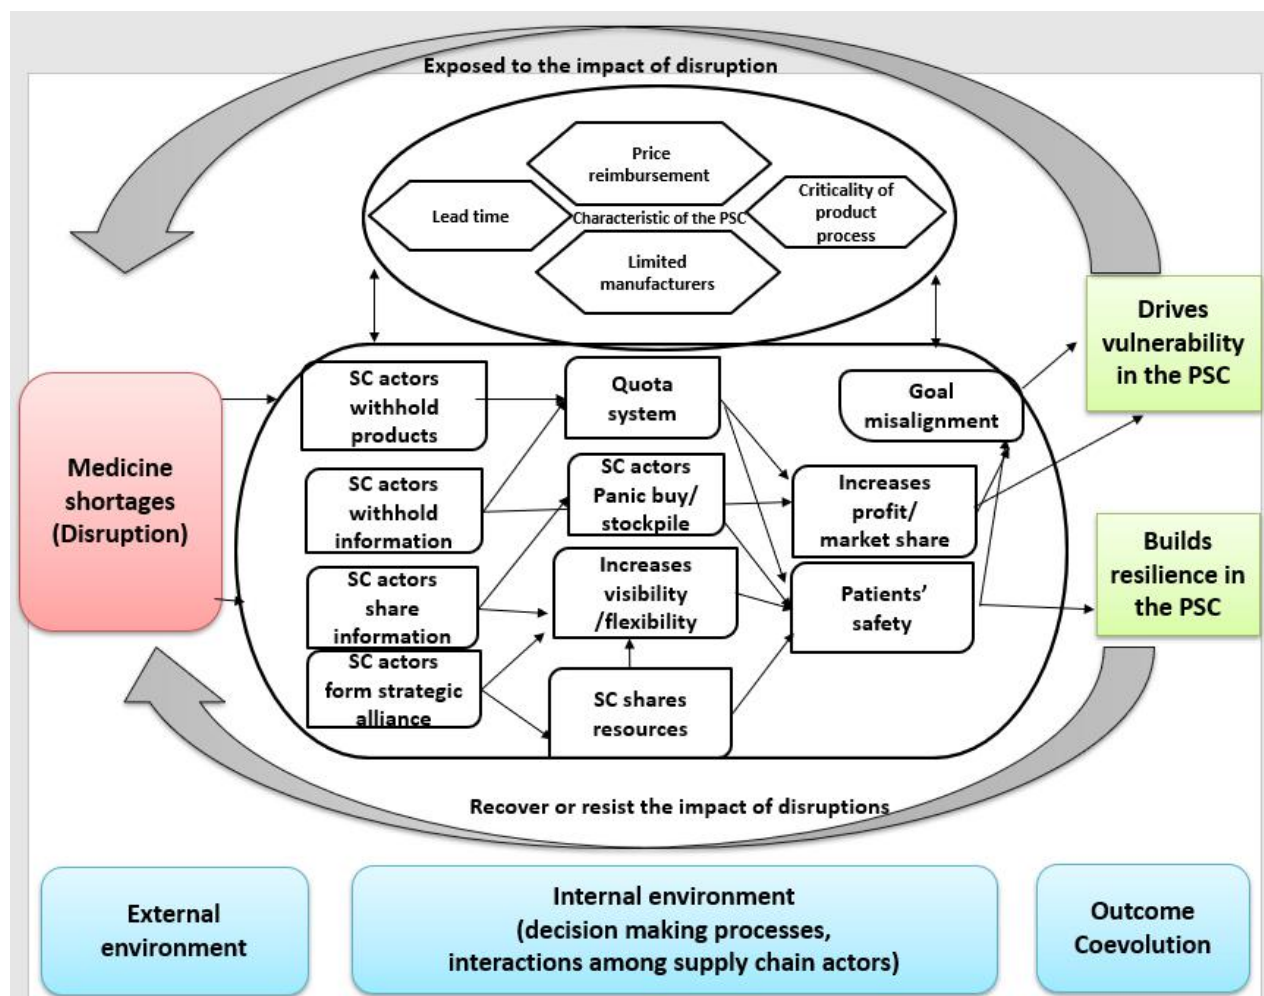 Exposed to the impact of disruption
Price
reimbursement
Lead time
Characteristic of the PSC
Criticality of
product
process
Limited
manufacturers
Drives
vulnerability
in the PSC
Medicine
shortages
(Disruption)
SC actors
withhold
products
Quota
system
Goal
misalignment
SC actors
withhold
information
SC actors
Panic buy/
stockpile
Increases
profit/
market share
SC actors
share
information
Increases
visibility
/flexibility
Patients’
safety
Builds
resilience in
the PSC
SC actors
form strategic
alliance
SC shares
resources
Recover or resist the impact of disruptions
External
environment
Internal environment
(decision making processes,
interactions among supply chain actors)
Outcome
Coevolution